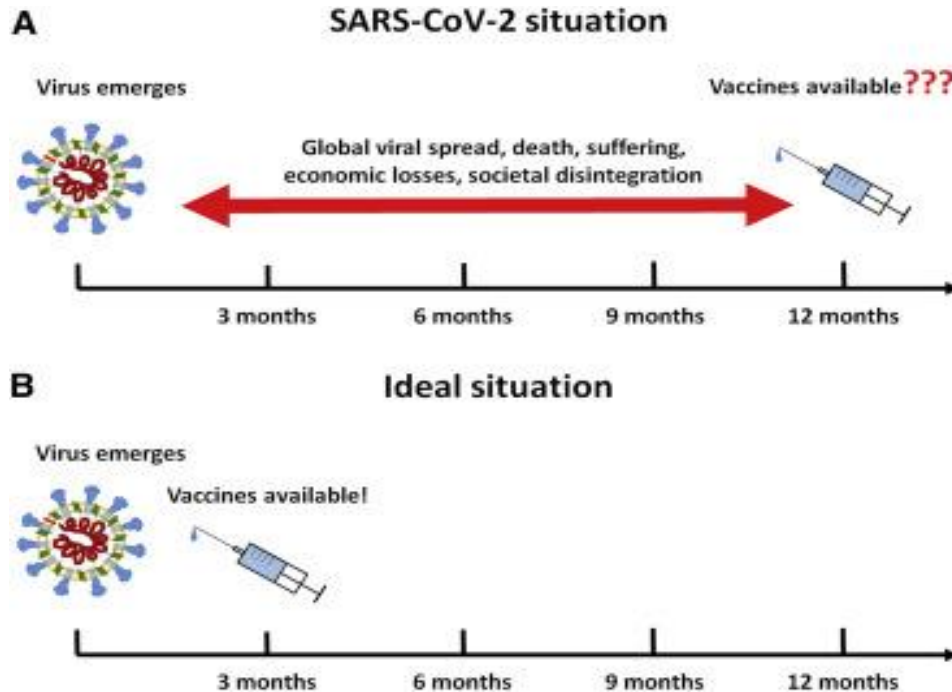 A
SARS-CoV-2 situation
Virus emerges
Vaccines available???
Global viral spread, death, suffering,
economic losses, societal disintegration
3 months
6 months
9 months
12 months
B
Ideal situation
Virus emerges
Vaccines available!
3 months
6 months
9 months
12 months